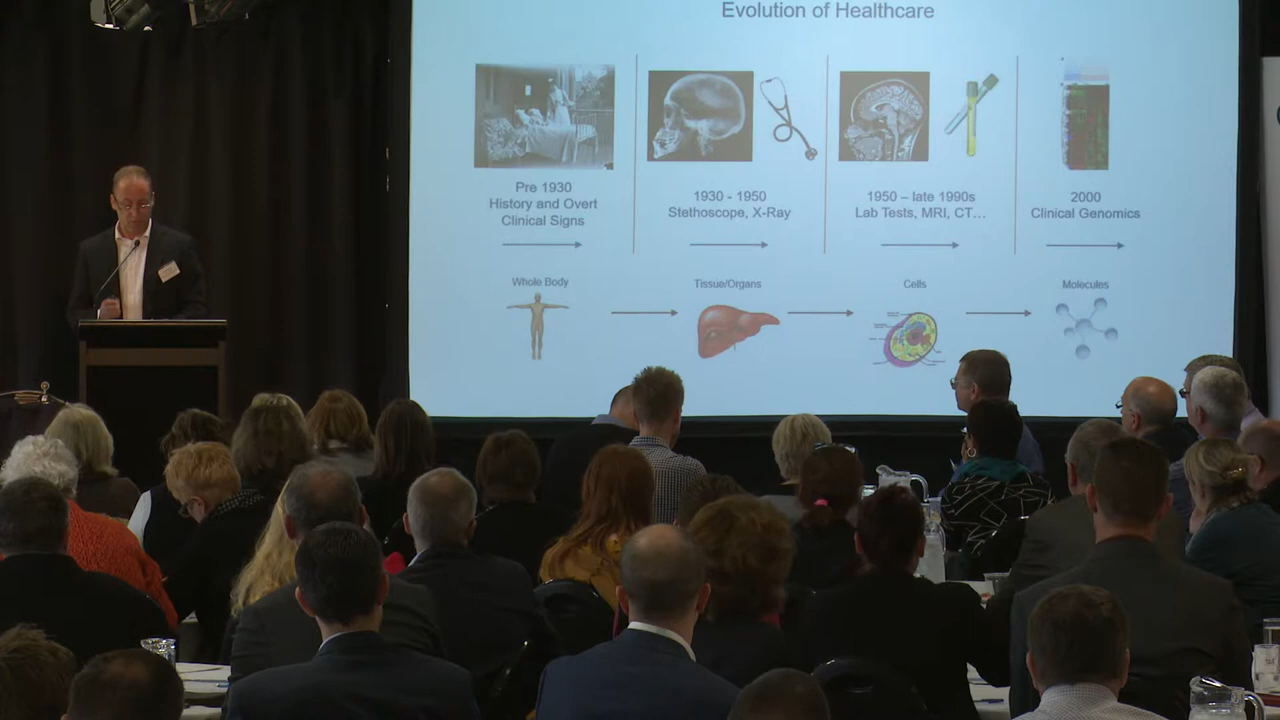 Evolution of Healthcare
Pre 1930
History and Overt
Clinical Signs
1930 - 1950
Stethoscope, X-Ray
1950 – late 1990s
Lab Tests, MRI, CT…
2000
Clinical Genomics
Whole Body
Tissue/Organs
Cells
Molecules